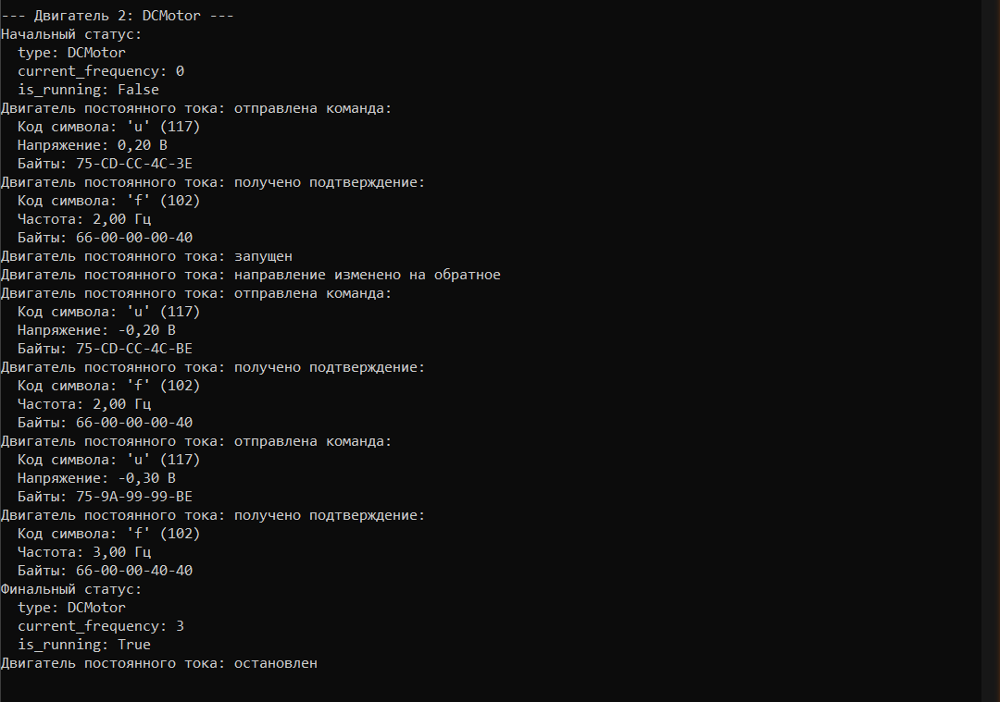 --- Двигатель 2: DCMotor ---
Начальный статус:
  type: DCMotor
  current_frequency: 0
  is_running: False
Двигатель постоянного тока: отправлена команда:
  Код символа: 'u' (117)
  Напряжение: 0,20 В
  Байты: 75-CD-CC-4C-3E
Двигатель постоянного тока: получено подтверждение:
  Код символа: 'f' (102)
  Частота: 2,00 Гц
  Байты: 66-00-00-00-40
Двигатель постоянного тока: запущен
Двигатель постоянного тока: направление изменено на обратное
Двигатель постоянного тока: отправлена команда:
  Код символа: 'u' (117)
  Напряжение: -0,20 В
  Байты: 75-CD-CC-4C-BE
Двигатель постоянного тока: получено подтверждение:
  Код символа: 'f' (102)
  Частота: 2,00 Гц
  Байты: 66-00-00-00-40
Двигатель постоянного тока: отправлена команда:
  Код символа: 'u' (117)
  Напряжение: -0,30 В
  Байты: 75-9A-99-99-BE
Двигатель постоянного тока: получено подтверждение:
  Код символа: 'f' (102)
  Частота: 3,00 Гц
  Байты: 66-00-00-40-40
Финальный статус:
  type: DCMotor
  current_frequency: 3
  is_running: True
Двигатель постоянного тока: остановлен